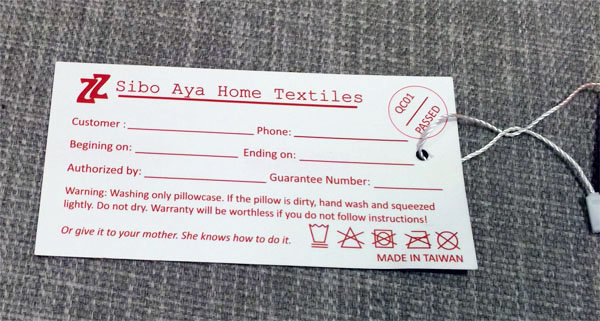 ZZ Sibo Aya Home Textiles
QC01
PASSED
Customer : Phone:
Begining on: Ending on:
Authorized by: Guarantee Number:
Warning: Washing only pillowcase. If the pillow is dirty, hand wash and squeezed
lightly. Do not dry. Warranty will be worthless if you do not follow instructions!
Or give it to your mother. She knows how to do it.
MADE IN TAIWAN